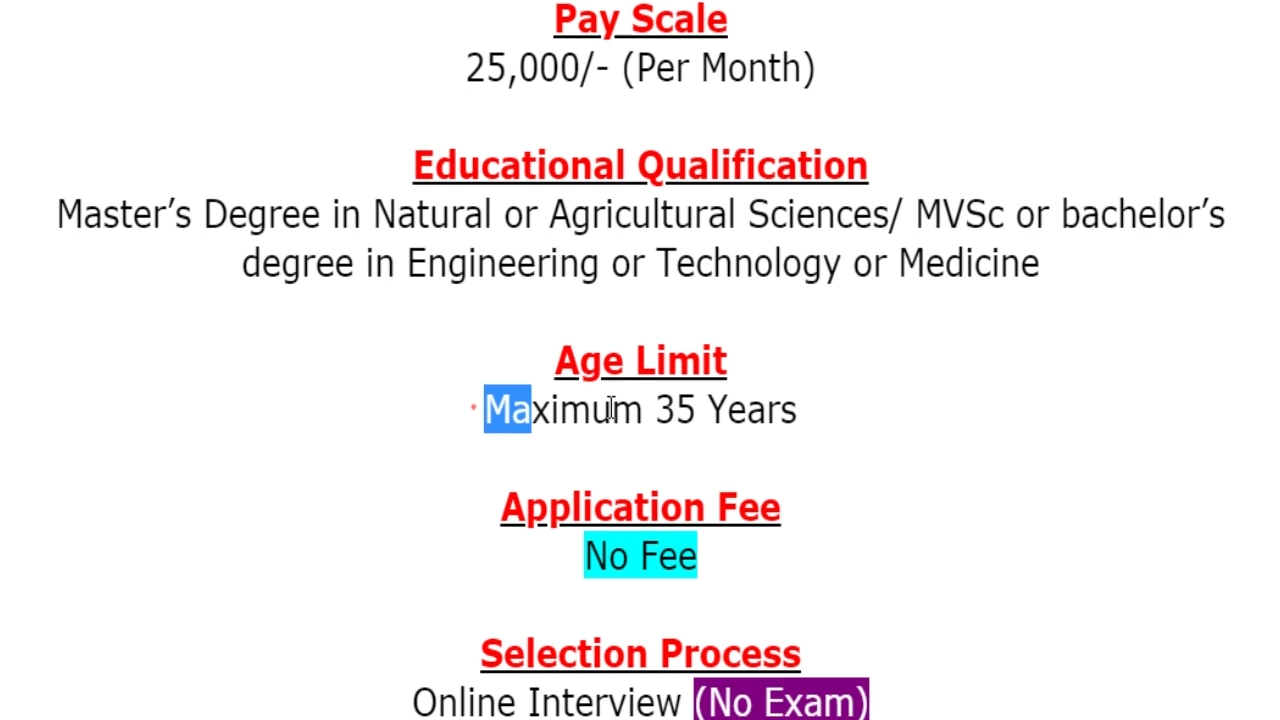 Pay Scale
25,000/- (Per Month)
Educational Qualification
Master’s Degree in Natural or Agricultural Sciences/ MVSc or bachelor’s
degree in Engineering or Technology or Medicine
Age Limit
Maximum 35 Years
Application Fee
No Fee
Selection Process
Online Interview (No Exam)